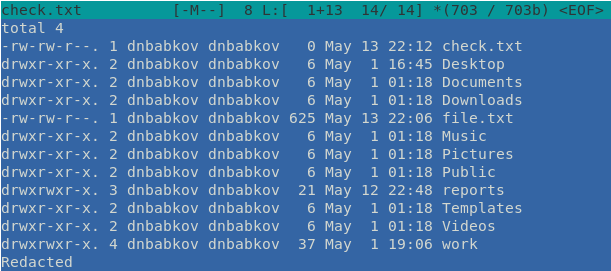 check.txt          [-M--]  8 L:[  1+13  14/ 14] *(703 / 703b) <EOF>
total 4
-rw-rw-r--. 1 dnbabkov dnbabkov   0 May 13 22:12 check.txt
drwxr-xr-x. 2 dnbabkov dnbabkov   6 May  1 16:45 Desktop
drwxr-xr-x. 2 dnbabkov dnbabkov   6 May  1 01:18 Documents
drwxr-xr-x. 2 dnbabkov dnbabkov   6 May  1 01:18 Downloads
-rw-rw-r--. 1 dnbabkov dnbabkov 625 May 13 22:06 file.txt
drwxr-xr-x. 2 dnbabkov dnbabkov   6 May  1 01:18 Music
drwxr-xr-x. 2 dnbabkov dnbabkov   6 May  1 01:18 Pictures
drwxr-xr-x. 2 dnbabkov dnbabkov   6 May  1 01:18 Public
drwxrwxr-x. 3 dnbabkov dnbabkov  21 May 12 22:48 reports
drwxr-xr-x. 2 dnbabkov dnbabkov   6 May  1 01:18 Templates
drwxr-xr-x. 2 dnbabkov dnbabkov   6 May  1 01:18 Videos
drwxrwxr-x. 4 dnbabkov dnbabkov  37 May  1 19:06 work
Redacted